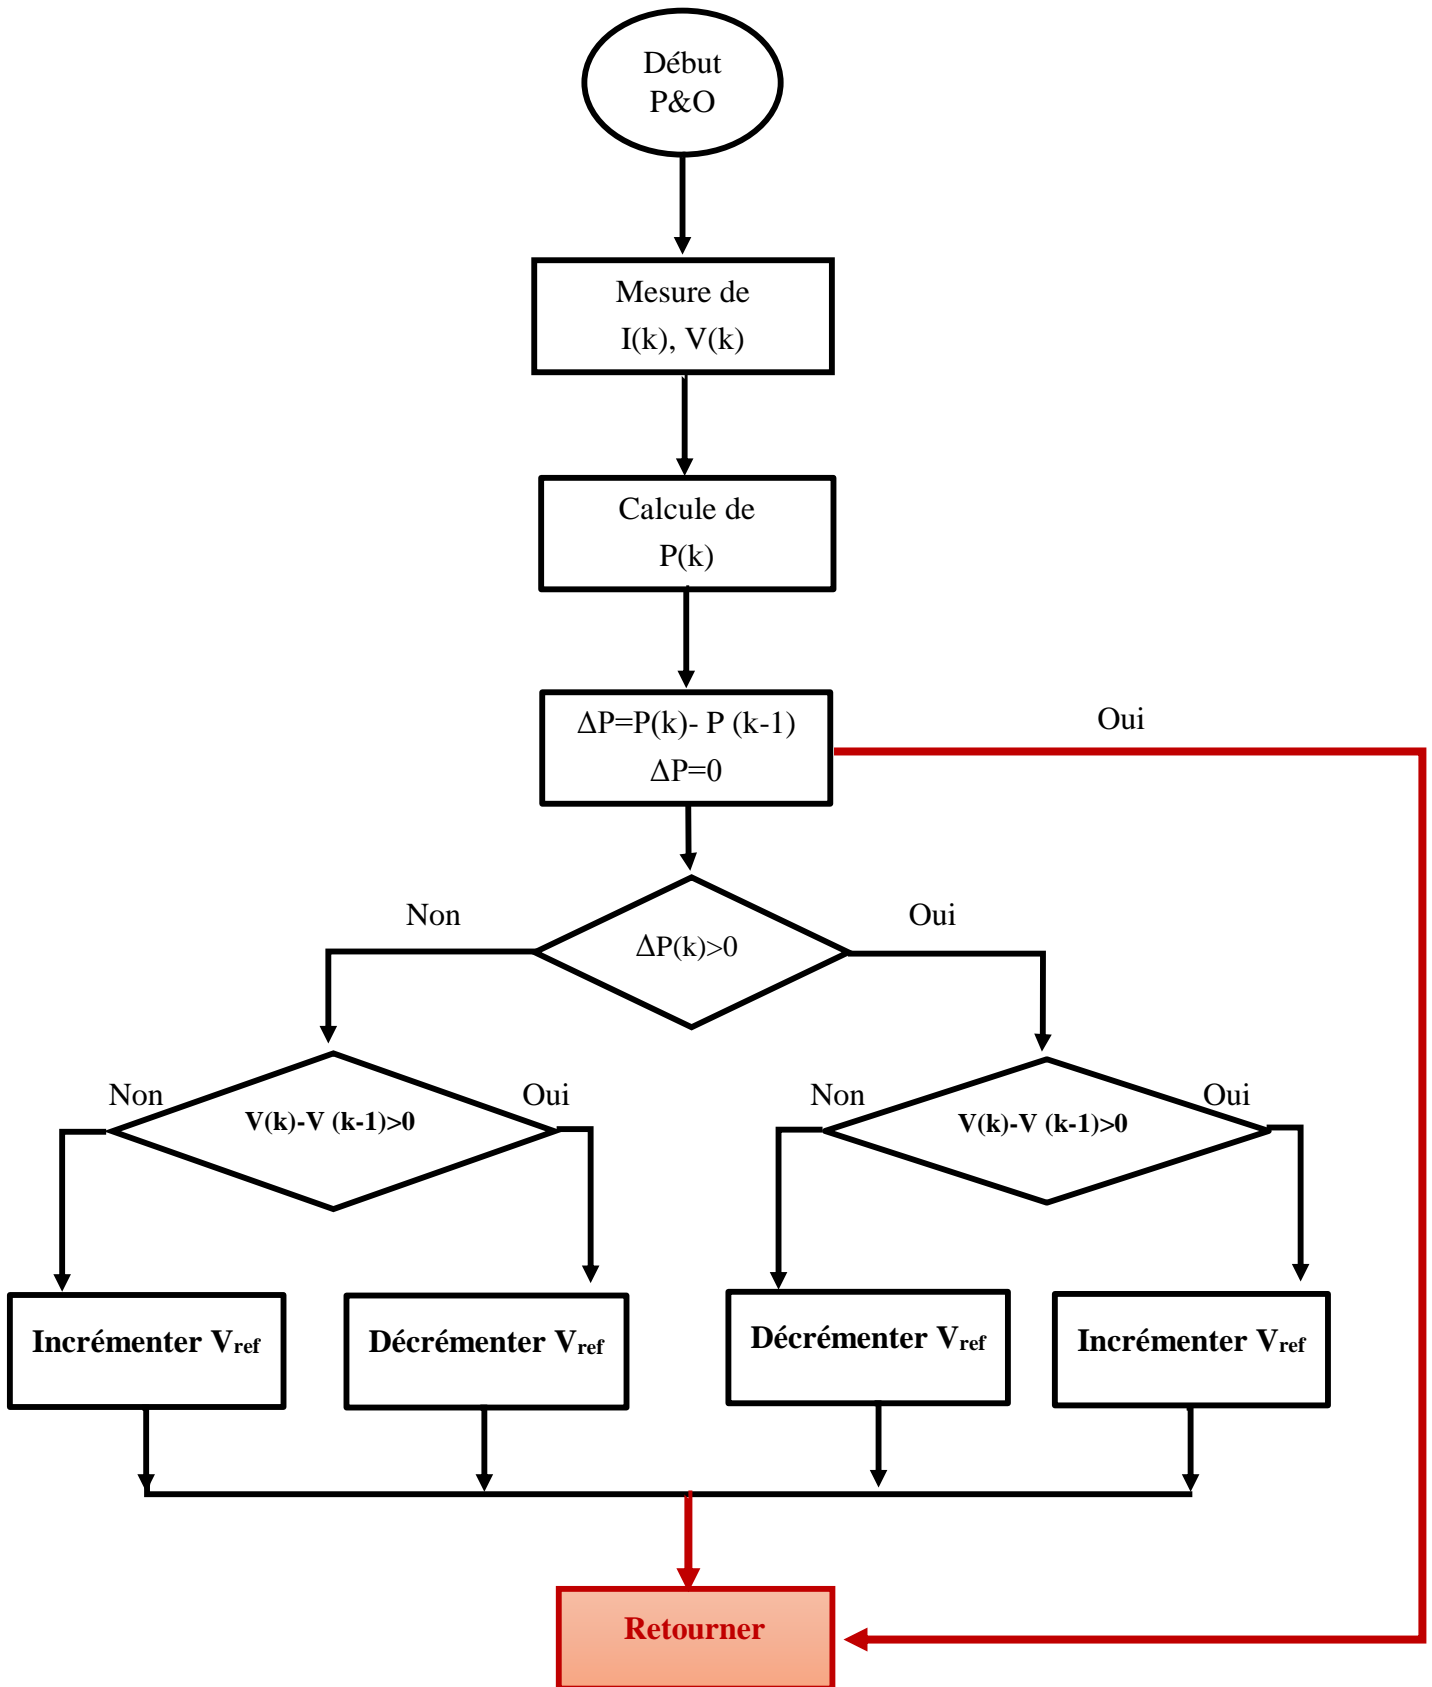 Début
P&O
Mesure de
I(k), V(k)
Calcule de
P(k)
ΔP=P(k)- P (k-1)
ΔP=0
Oui
Non
Oui
ΔP(k)>0
Non
Oui
V(k)-V (k-1)>0
Non
Oui
V(k)-V (k-1)>0
Incrémenter Vref
Décrémenter Vref
Décrémenter Vref
Incrémenter Vref
Retourner